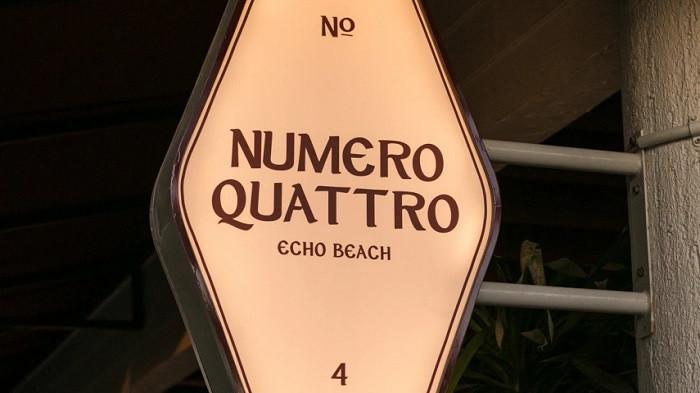 Nº
NUMERO
QUATTRO
ECHO BEACH
4